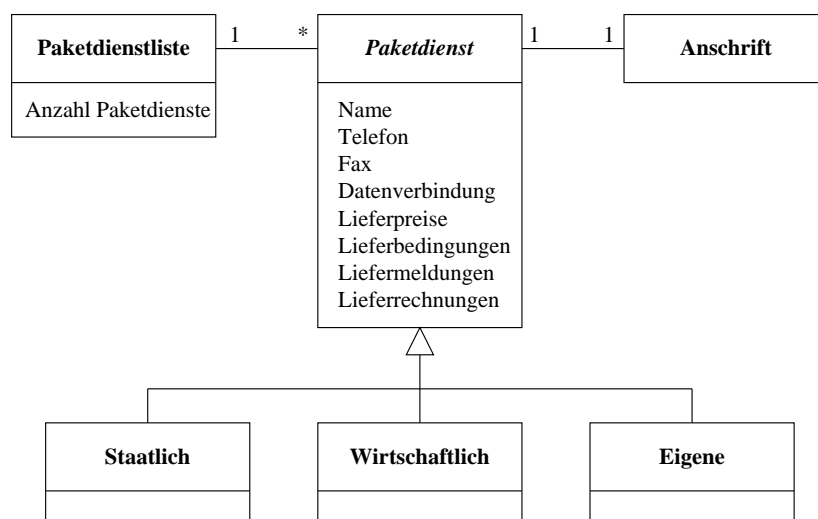 Paketdienstliste 1 * Paketdienst 1 1 Anschrift
Anzahl Paketdienste
Name
Telefon
Fax
Datenverbindung
Lieferpreise
Lieferbedingungen
Liefermeldungen
Lieferrechnungen
Staatlich
Wirtschaftlich
Eigene